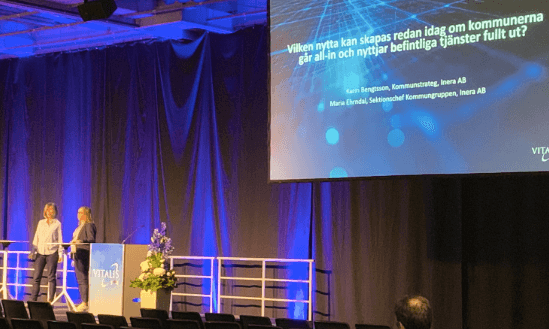 Vilken nytta kan skapas redan idag om kommunerna
går all-in och nyttjar befintliga tjänster fullt ut?
Karin Bengtsson, Kommunstrateg, Inera AB
Maria Ehrndal, Sektionschef Kommungruppen, Inera AB
VITALIS
VITALIS